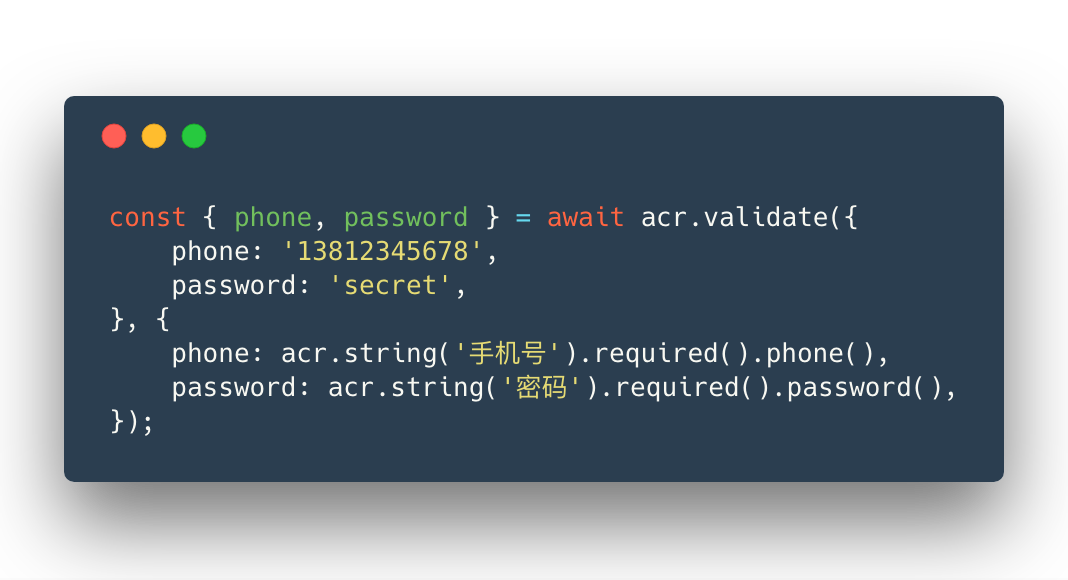 const { phone, password } = await acr.validate({
    phone: '13812345678',
    password: 'secret',
}, {
    phone: acr.string('手机号').required().phone(),
    password: acr.string('密码').required().password(),
});